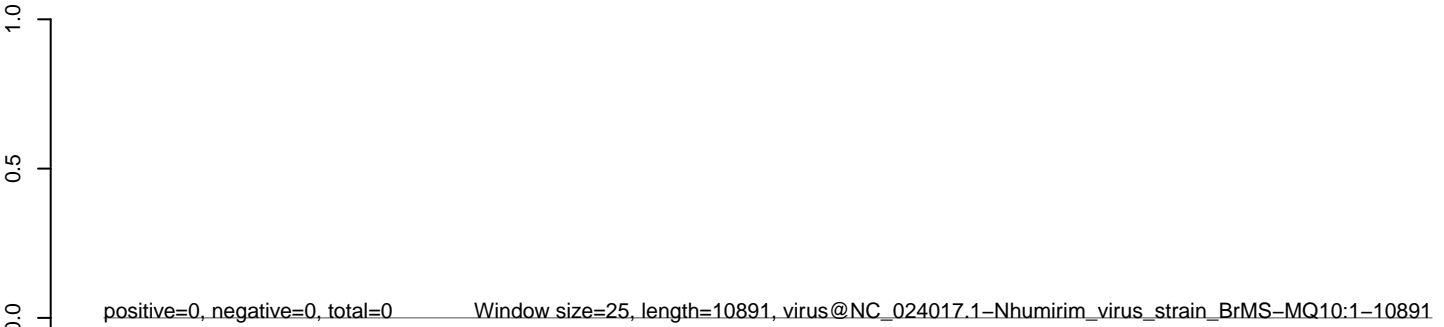 1.0
0.5
0.0
positive=0, negative=0, total=0 Window size=25, length=10891, virus@NC_024017.1−Nhumirim_virus_strain_BrMS−MQ10:1−10891